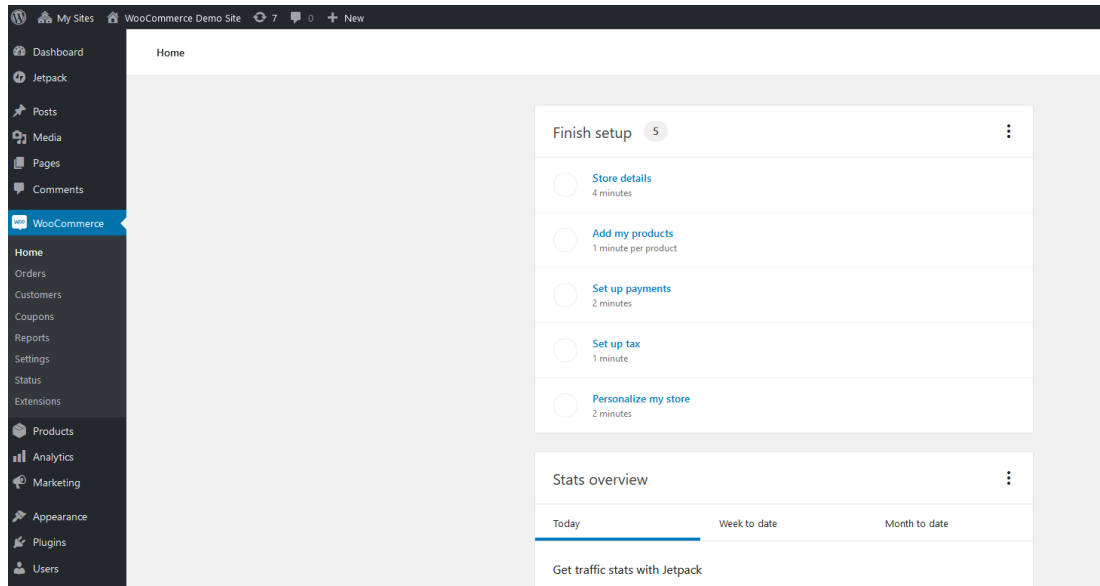 My Sites WooCommerce Demo Site 7 0 + New
Dashboard
Jetpack
Posts
Media
Pages
Comments
WOO WooCommerce
Home
Orders
Customers
Coupons
Reports
Settings
Status
Extensions
Products
Analytics
Marketing
Appearance
Plugins
Users
Home
Finish setup 5
Store details
4 minutes
Add my products
1 minute per product
Set up payments
2 minutes
Set up tax
1 minute
Personalize my store
2 minutes
Stats overview
Today Week to date Month to date
Get traffic stats with Jetpack